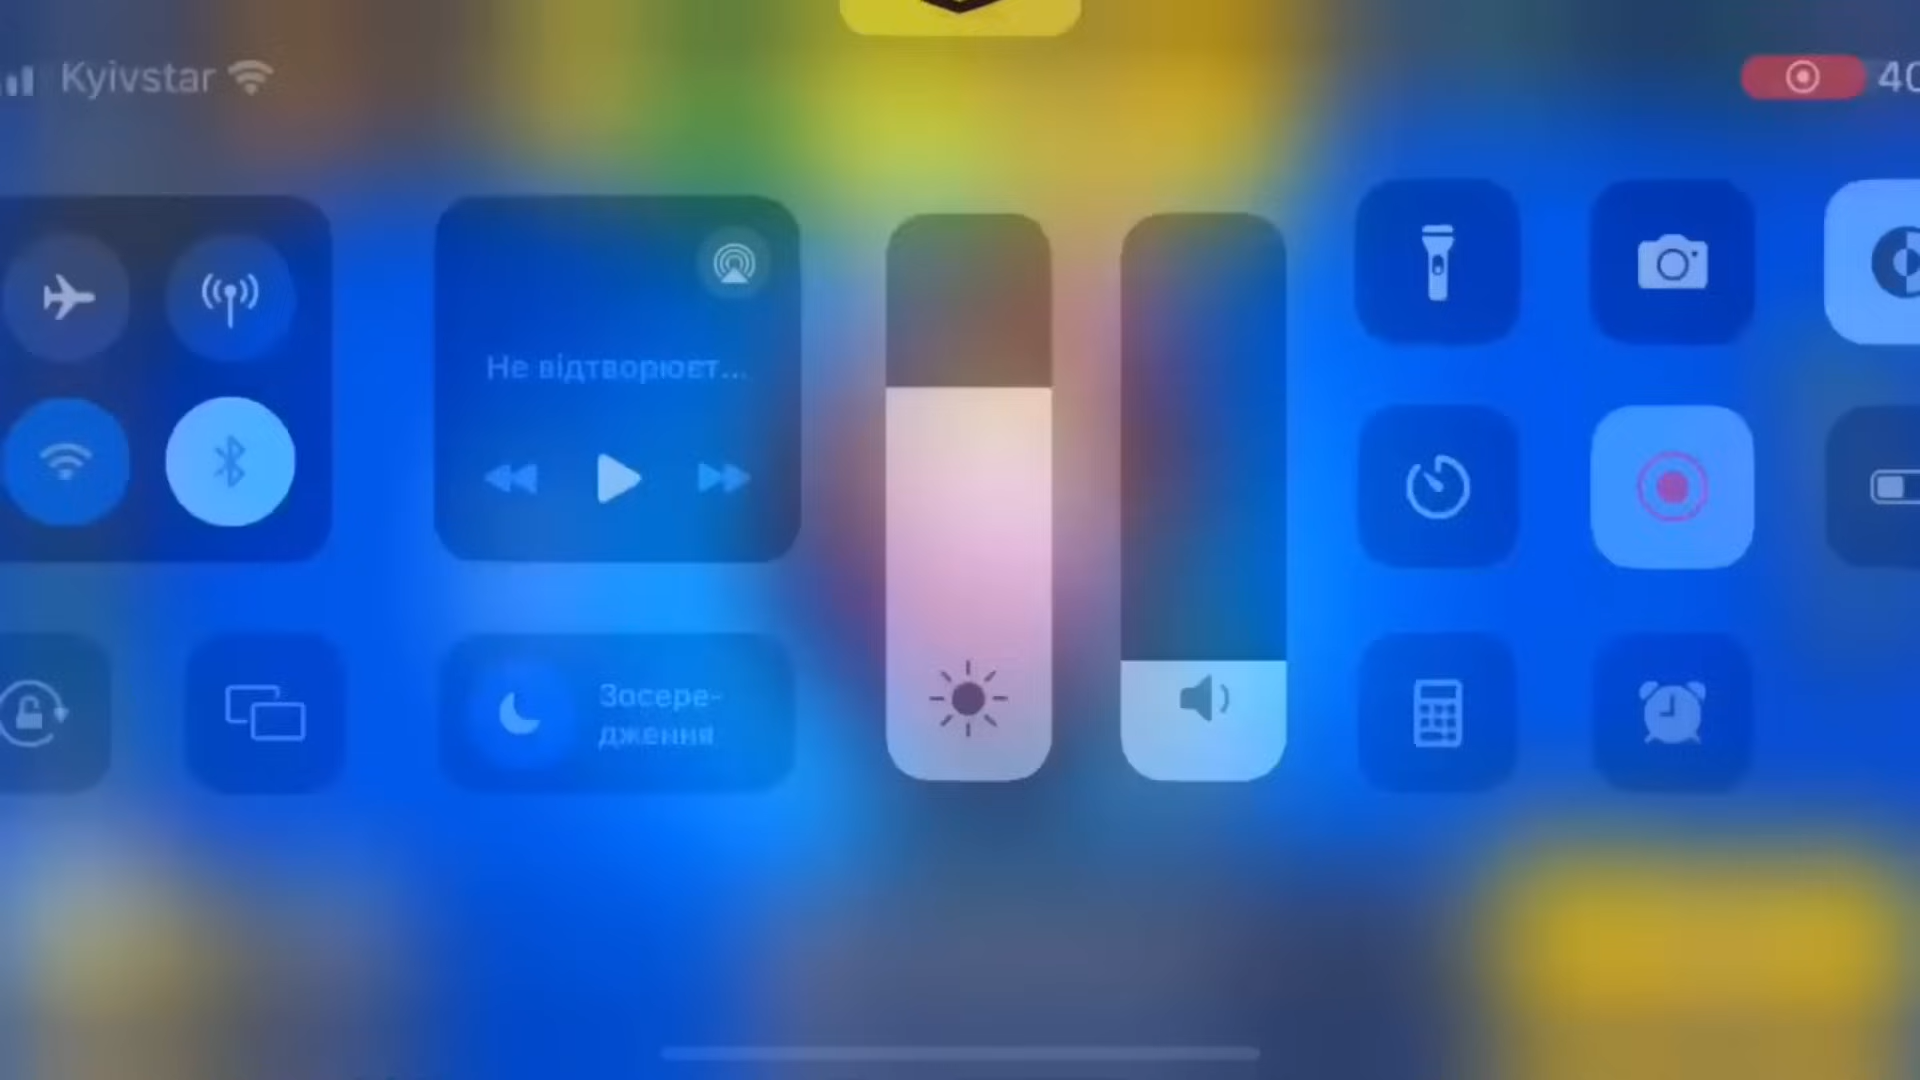 Kyivstar
40
Не відтворюєт...
Зосере-
дження